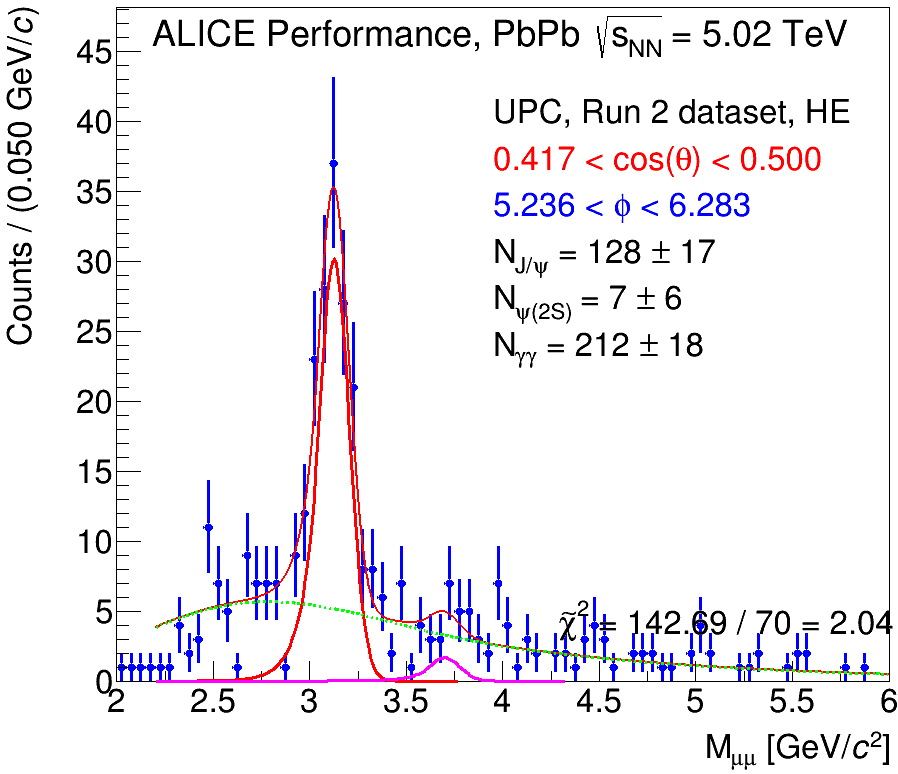 Counts / (0.050 GeV/c)
ALICE Performance, PbPb √sNN = 5.02 TeV
UPC, Run 2 dataset, HE
0.417 < cos(θ) < 0.500
5.236 < ϕ < 6.283
NJ/ψ = 128 ± 17
Nψ(2S) = 7 ± 6
Nγγ = 212 ± 18
χ̃² = 142.69 / 70 = 2.04
45
40
35
30
25
20
15
10
5
0
2 2.5 3 3.5 4 4.5 5 5.5 6
Mμμ [GeV/c²]